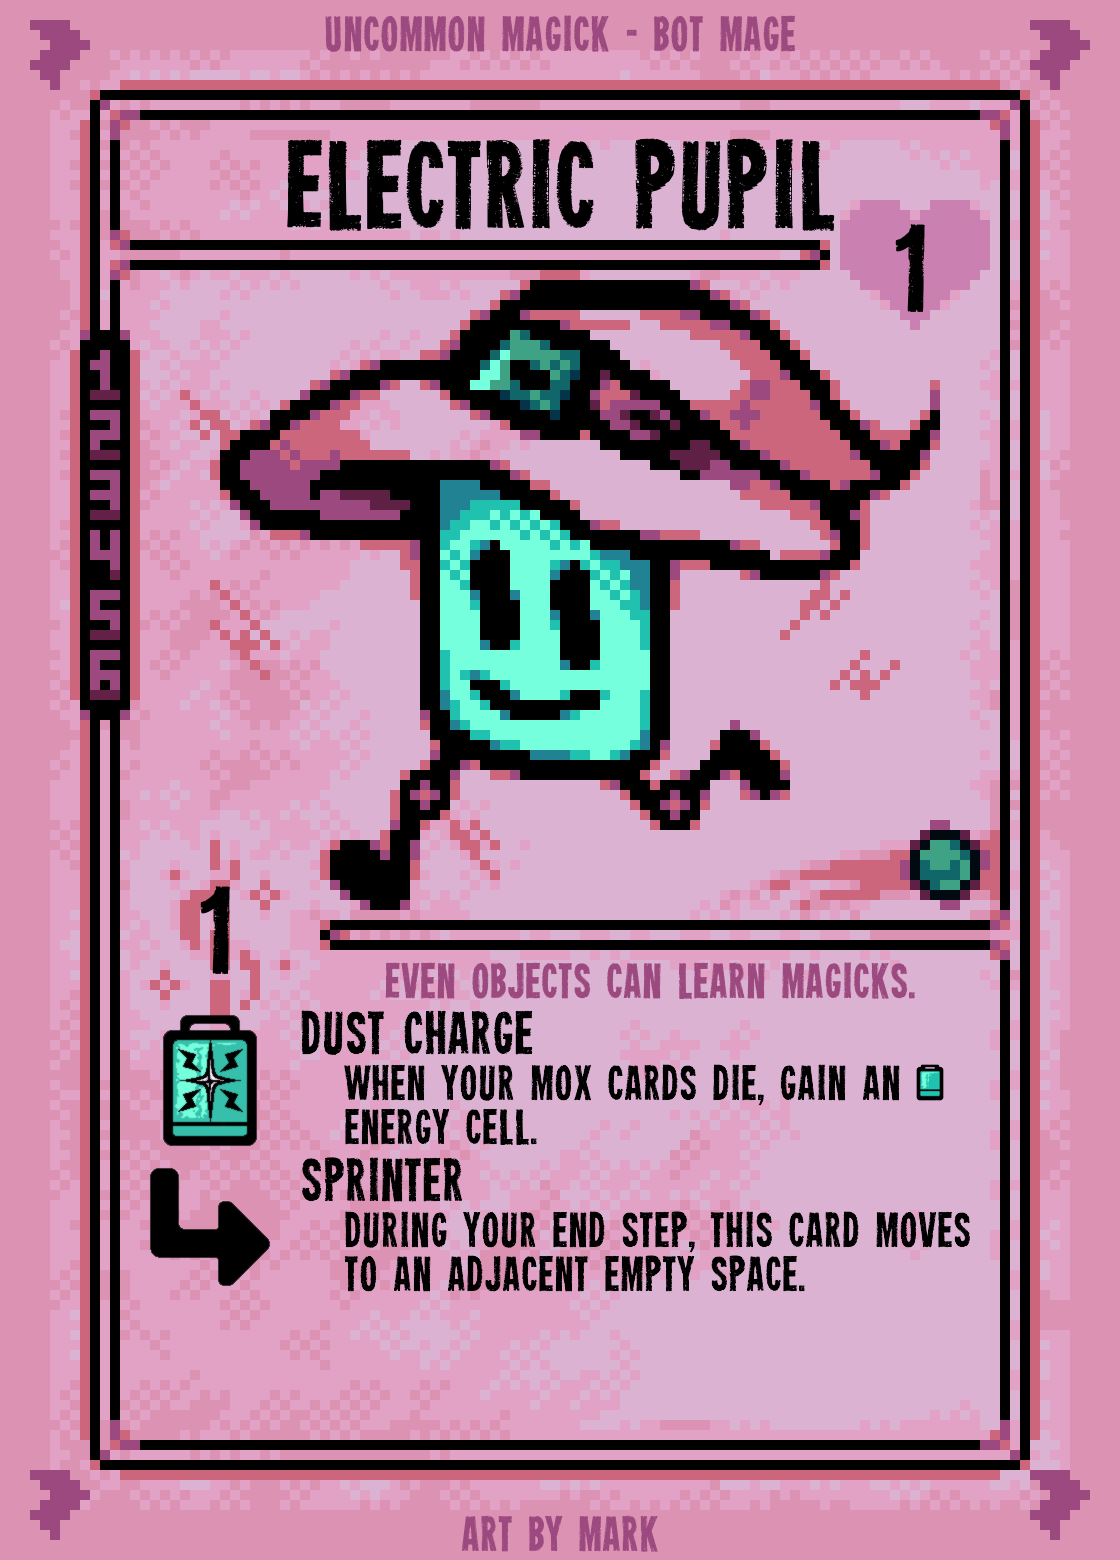 UNCOMMON MAGICK - BOT MAGE
ELECTRIC PUPIL
1
1
2
3
4
5
6
1
EVEN OBJECTS CAN LEARN MAGICKS.
DUST CHARGE
WHEN YOUR MOX CARDS DIE, GAIN AN
ENERGY CELL.
SPRINTER
DURING YOUR END STEP, THIS CARD MOVES
TO AN ADJACENT EMPTY SPACE.
ART BY MARK